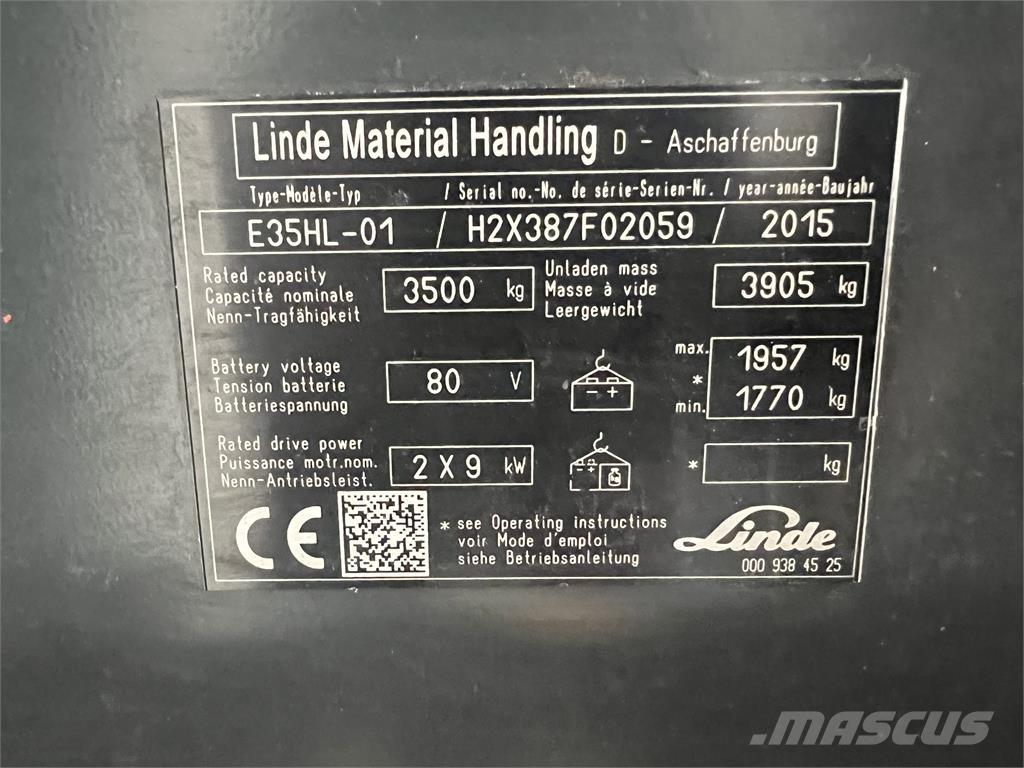 Linde Material Handling D - Aschaffenburg
Type-Modèle-Typ / Serial no.-No. de série-Serien-Nr. / year-année-Baujahr
E35HL-01 / H2X387F02059 / 2015
Rated capacity
Capacité nominale
Nenn-Tragfähigkeit
3500 kg
Unladen mass
Masse à vide
Leergewicht
3905 kg
Battery voltage
Tension batterie
Batteriespannung
80 V
- +
max. 1957 kg
*
min. 1770 kg
Rated drive power
Puissance motr.nom.
Nenn-Antriebsleist.
2 X 9 kW
- + kg
* kg
CE
* see Operating instructions
voir Mode d'emploi
siehe Betriebsanleitung
Linde
000 938 45 25
MASCUS